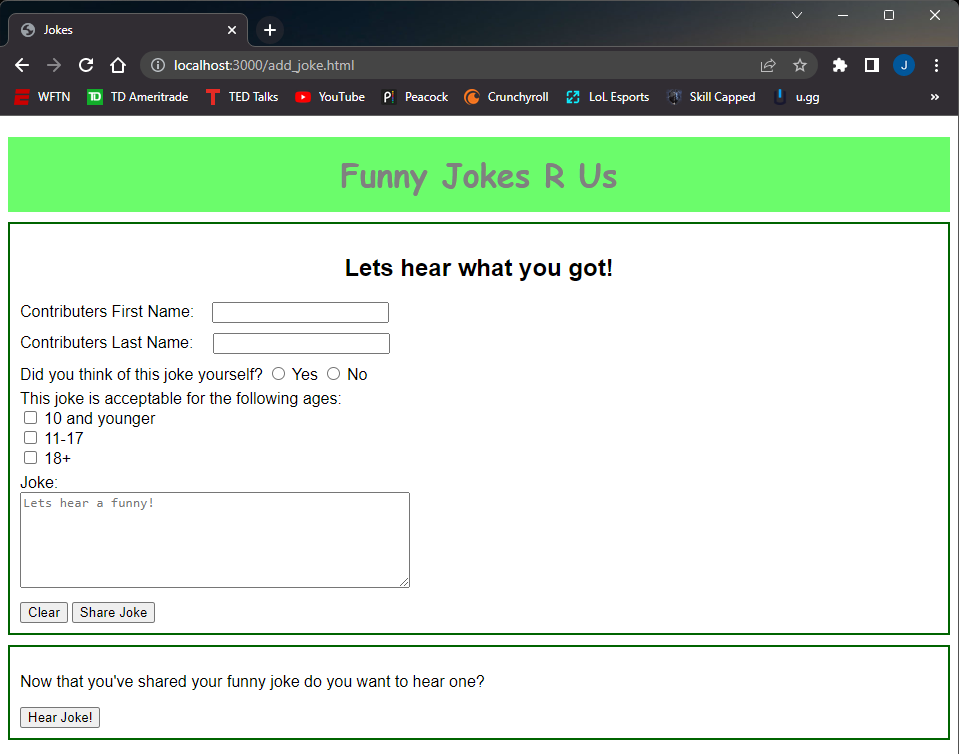 Jokes
localhost:3000/add_joke.html
J
WFTN TD TD Ameritrade TED Talks YouTube Peacock Crunchyroll LoL Esports Skill Capped u.gg »
Funny Jokes R Us
Lets hear what you got!
Contributers First Name:
Contributers Last Name:
Did you think of this joke yourself? Yes No
This joke is acceptable for the following ages:
10 and younger
11-17
18+
Joke:
Lets hear a funny!
Clear Share Joke
Now that you've shared your funny joke do you want to hear one?
Hear Joke!